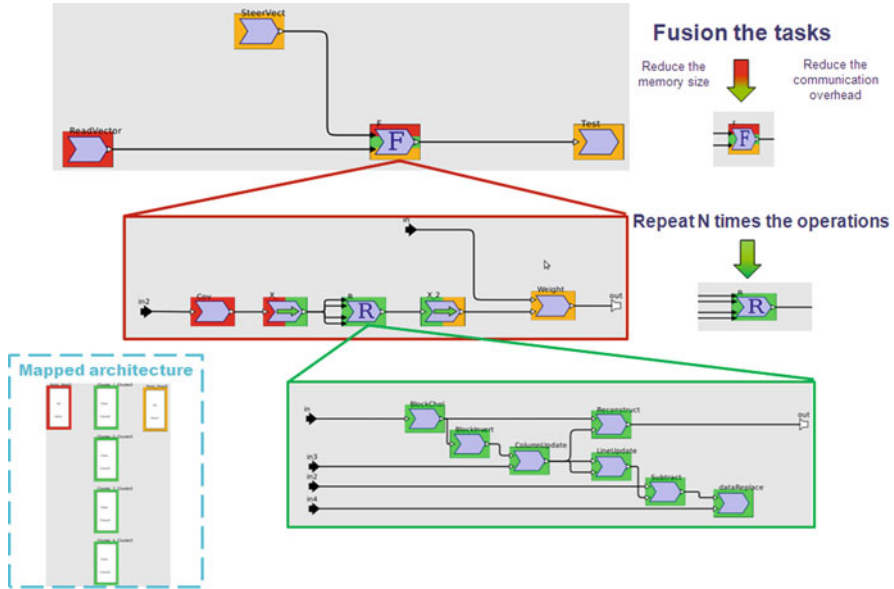 SteerVect
Fusion the tasks
Reduce the
memory size
Reduce the
communication
overhead
ReadVector
F
F
Test
F
in
Repeat N times the operations
in2
Cov
X
R
R
X_2
Weight
out
R
Mapped architecture
in
BlockChol
Reconstruct
out
BlockInvert
ColumnUpdate
LineUpdate
in3
in2
Subtract
dataReplace
in4